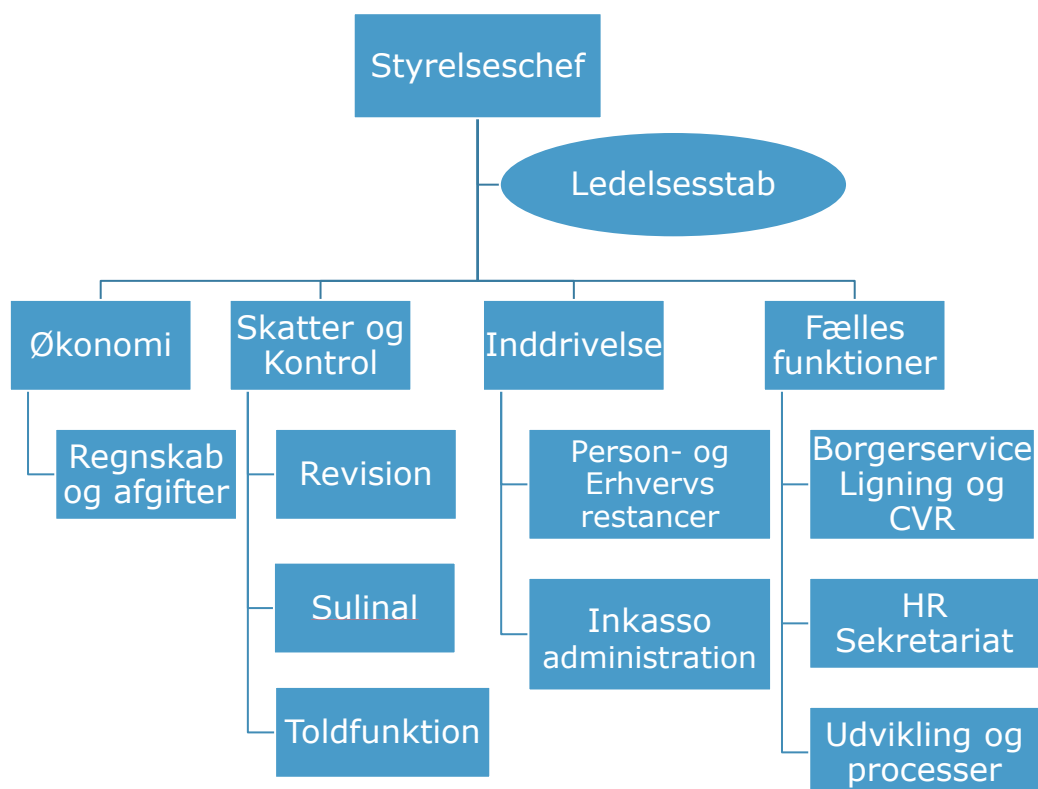 Styrelseschef
Ledelsesstab
Økonomi
Skatter og
Kontrol
Inddrivelse
Fælles
funktioner
Regnskab
og afgifter
Revision
Sulinal
Toldfunktion
Person- og
Erhvervs
restancer
Inkasso
administration
Borgerservice
Ligning og
CVR
HR
Sekretariat
Udvikling og
processer